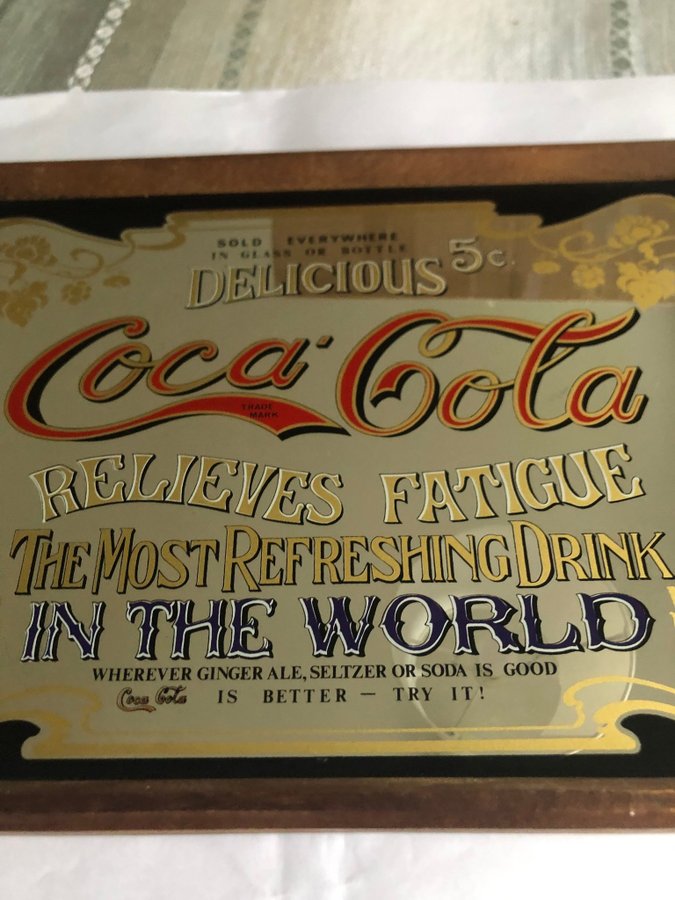 SOLD EVERYWHERE
IN GLASS OR BOTTLE
DELICIOUS 5c.
Coca-Cola
TRADE
MARK
RELIEVES FATIGUE
THE MOST REFRESHING DRINK
IN THE WORLD
WHEREVER GINGER ALE, SELTZER OR SODA IS GOOD
Coca Cola IS BETTER — TRY IT!